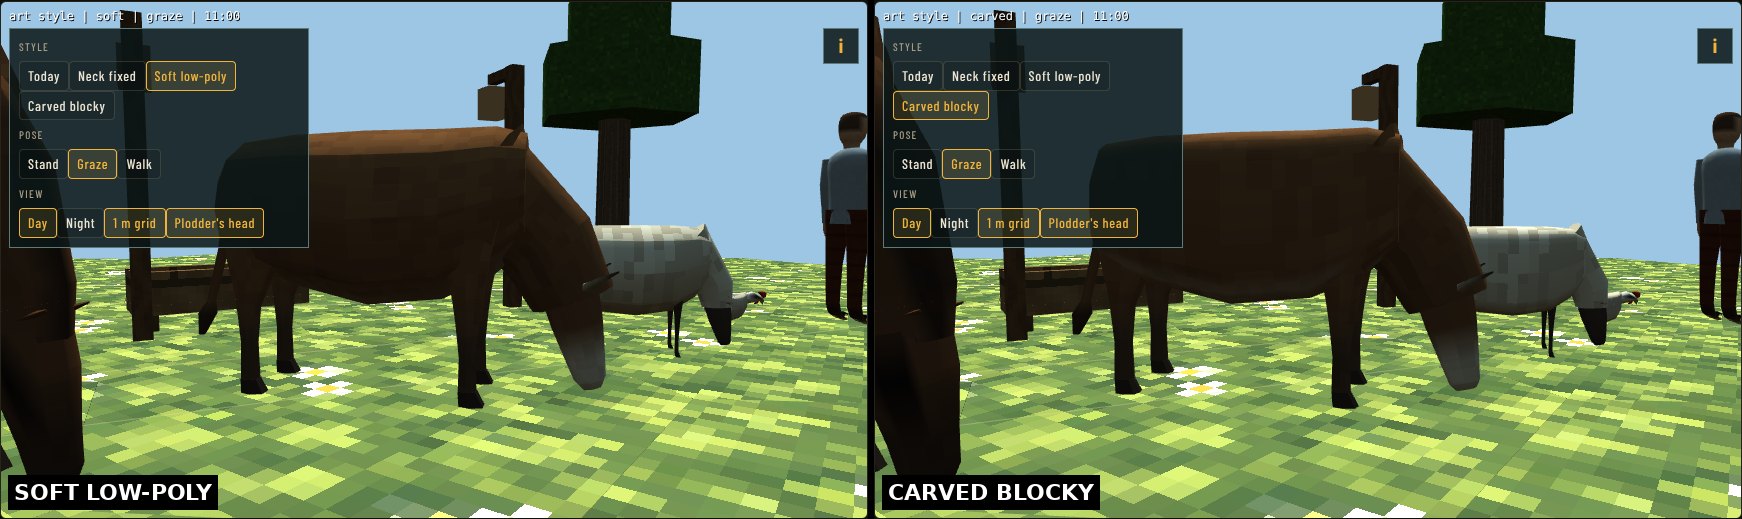 art style | soft | graze | 11:00
STYLE
Today Neck fixed Soft low-poly
Carved blocky
POSE
Stand Graze Walk
VIEW
Day Night 1 m grid Plodder's head
i
SOFT LOW-POLY
art style | carved | graze | 11:00
STYLE
Today Neck fixed Soft low-poly
Carved blocky
POSE
Stand Graze Walk
VIEW
Day Night 1 m grid Plodder's head
i
CARVED BLOCKY